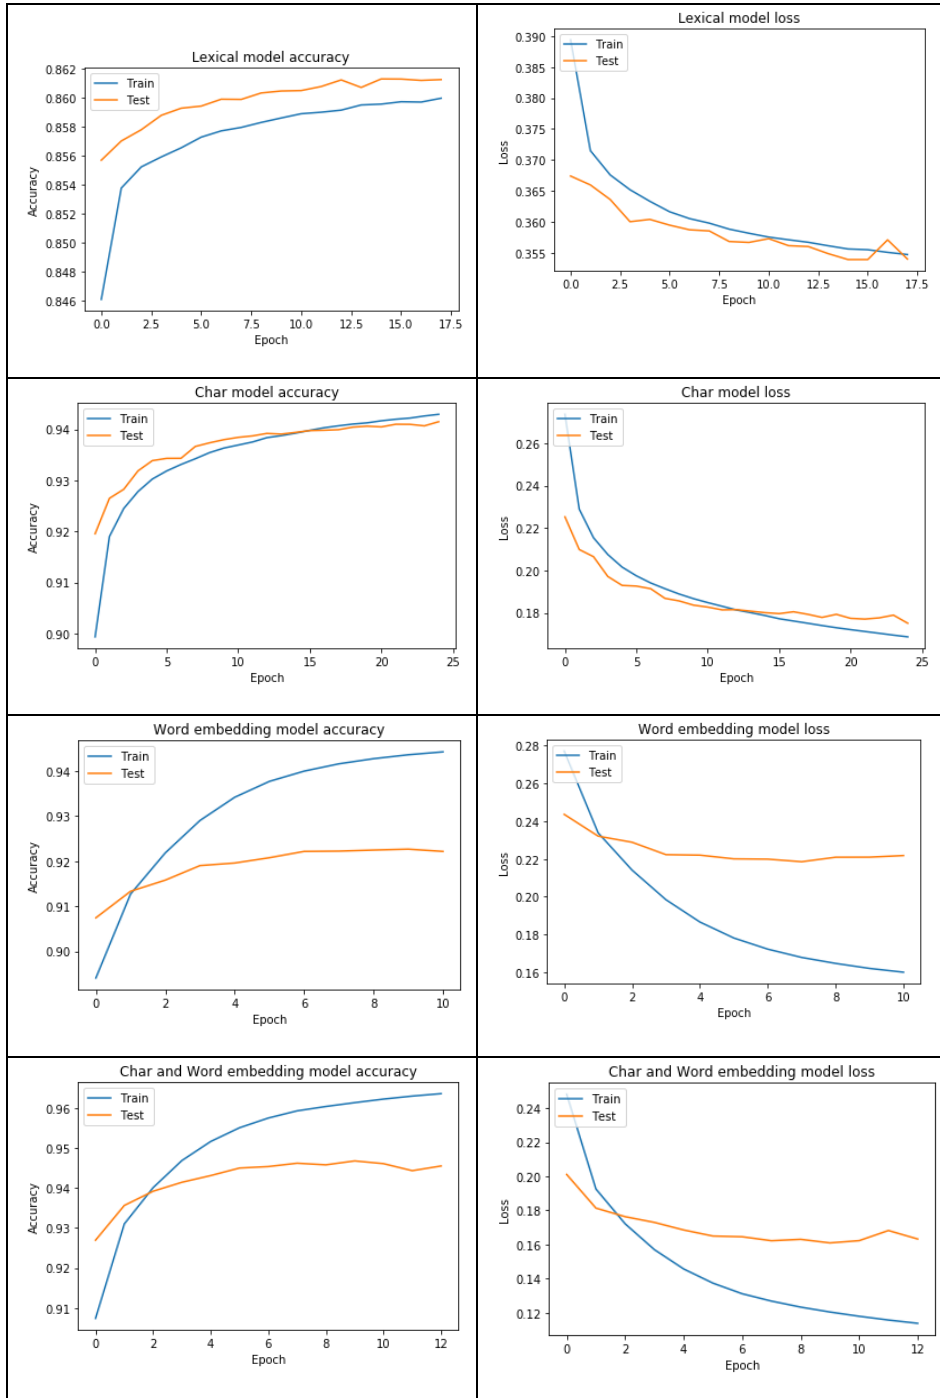 Lexical model accuracy
Train
Test
0.862
0.860
0.858
0.856
0.854
0.852
0.850
0.848
0.846
Accuracy
0.0 2.5 5.0 7.5 10.0 12.5 15.0 17.5
Epoch
Lexical model loss
Train
Test
0.390
0.385
0.380
0.375
0.370
0.365
0.360
0.355
Loss
0.0 2.5 5.0 7.5 10.0 12.5 15.0 17.5
Epoch
Char model accuracy
Train
Test
0.94
0.93
0.92
0.91
0.90
Accuracy
0 5 10 15 20 25
Epoch
Char model loss
Train
Test
0.26
0.24
0.22
0.20
0.18
Loss
0 5 10 15 20 25
Epoch
Word embedding model accuracy
Train
Test
0.94
0.93
0.92
0.91
0.90
Accuracy
0 2 4 6 8 10
Epoch
Word embedding model loss
Train
Test
0.28
0.26
0.24
0.22
0.20
0.18
0.16
Loss
0 2 4 6 8 10
Epoch
Char and Word embedding model accuracy
Train
Test
0.96
0.95
0.94
0.93
0.92
0.91
Accuracy
0 2 4 6 8 10 12
Epoch
Char and Word embedding model loss
Train
Test
0.24
0.22
0.20
0.18
0.16
0.14
0.12
Loss
0 2 4 6 8 10 12
Epoch